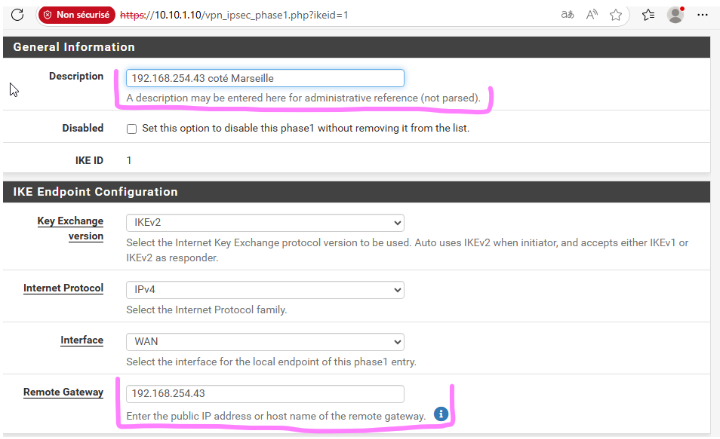 Non sécurisé https://10.10.1.10/vpn_ipsec_phase1.php?ikeid=1
General Information
Description 192.168.254.43 coté Marseille
A description may be entered here for administrative reference (not parsed).
Disabled Set this option to disable this phase1 without removing it from the list.
IKE ID 1
IKE Endpoint Configuration
Key Exchange version IKEv2
Select the Internet Key Exchange protocol version to be used. Auto uses IKEv2 when initiator, and accepts either IKEv1 or
IKEv2 as responder.
Internet Protocol IPv4
Select the Internet Protocol family.
Interface WAN
Select the interface for the local endpoint of this phase1 entry.
Remote Gateway 192.168.254.43
Enter the public IP address or host name of the remote gateway.